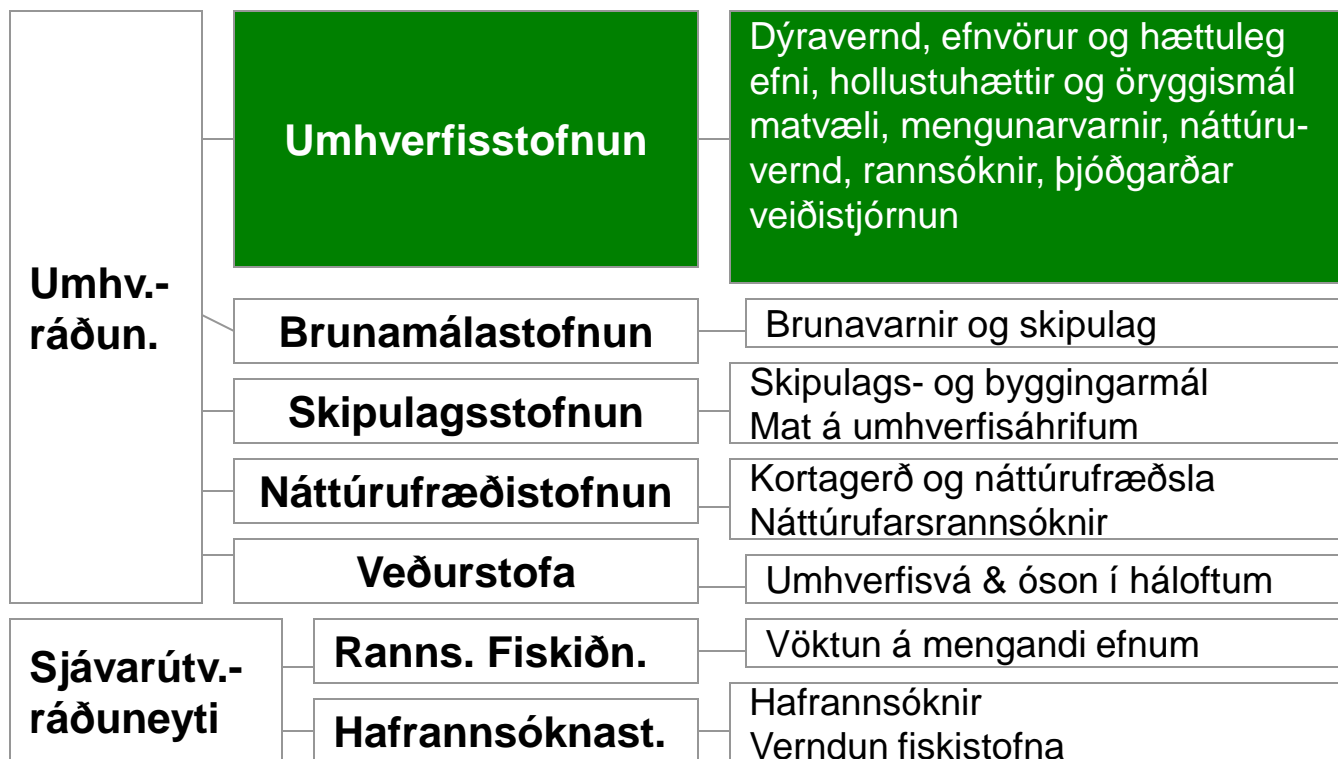 Umhv.-
ráðun.
Umhverfisstofnun
Dýravernd, efnvörur og hættuleg
efni, hollustuhættir og öryggismál
matvæli, mengunarvarnir, náttúru-
vernd, rannsóknir, þjóðgarðar
veiðistjórnun
Brunamálastofnun
Brunavarnir og skipulag
Skipulagsstofnun
Skipulags- og byggingarmál
Mat á umhverfisáhrifum
Náttúrufræðistofnun
Kortagerð og náttúrufræðsla
Náttúrufarsrannsóknir
Veðurstofa
Umhverfisvá & óson í háloftum
Sjávarútv.-
ráðuneyti
Ranns. Fiskiðn.
Vöktun á mengandi efnum
Hafrannsóknast.
Hafrannsóknir
Verndun fiskistofna